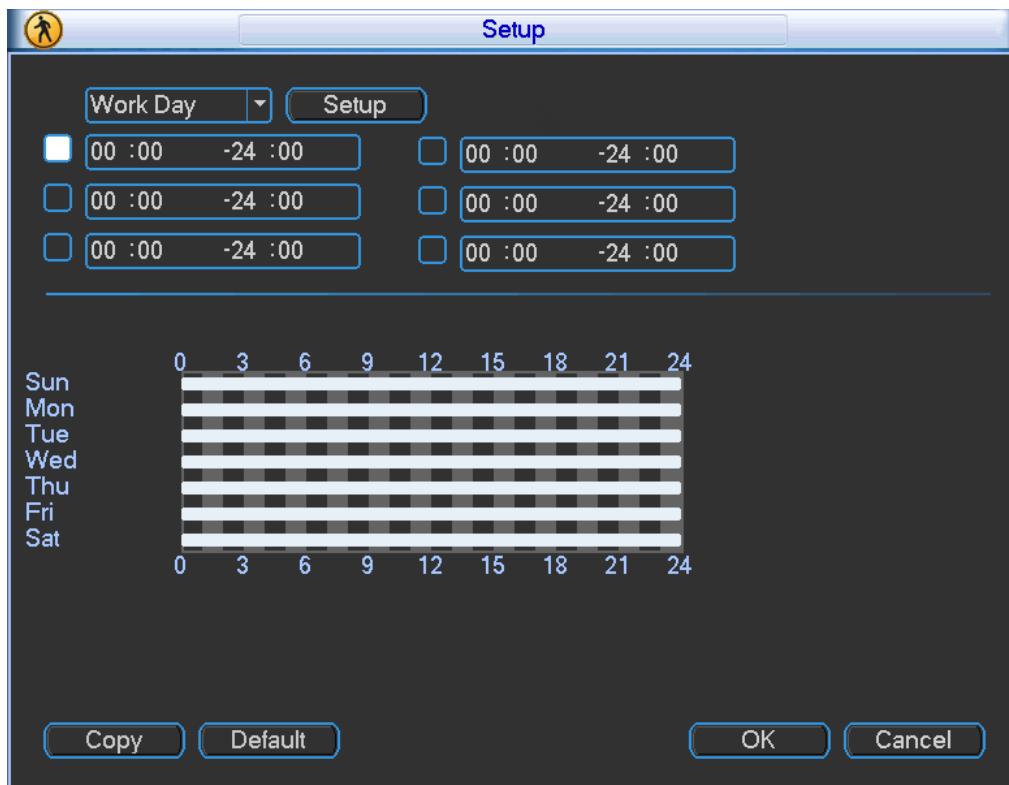 Setup
Work Day Setup
00 :00 -24 :00 00 :00 -24 :00
00 :00 -24 :00 00 :00 -24 :00
00 :00 -24 :00 00 :00 -24 :00
0 3 6 9 12 15 18 21 24
Sun
Mon
Tue
Wed
Thu
Fri
Sat
0 3 6 9 12 15 18 21 24
Copy Default OK Cancel